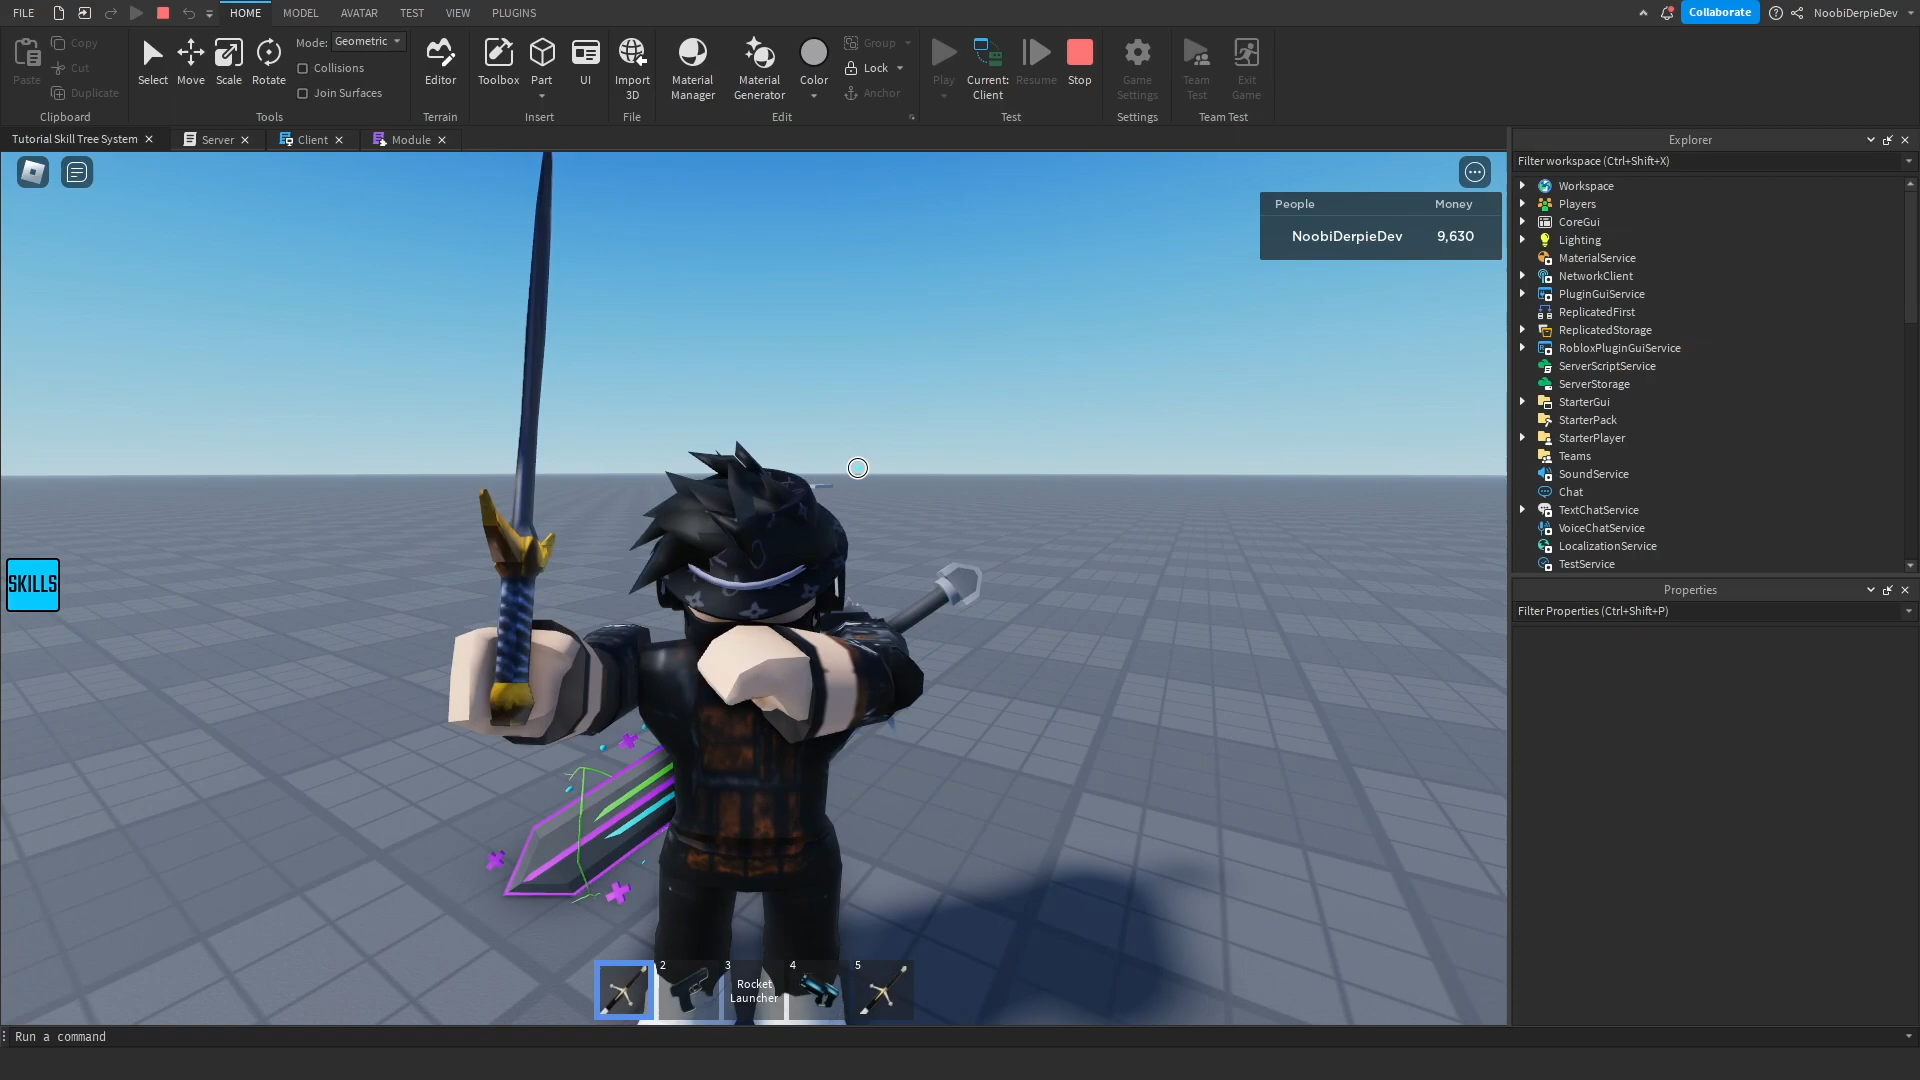 FILE HOME MODEL AVATAR TEST VIEW PLUGINS Collaborate NoobiDerpieDev
Paste Copy Cut Duplicate
Clipboard
Select Move Scale Rotate
Mode: Geometric
Collisions
Join Surfaces
Tools
Editor
Terrain
Toolbox Part UI
Insert
Import
3D
File
Material
Manager
Material
Generator
Color
Group
Lock
Anchor
Edit
Play
Current:
Client
Resume
Stop
Test
Game
Settings
Settings
Team
Test
Exit
Game
Team Test
Tutorial Skill Tree System
Server
Client
Module
People Money
NoobiDerpieDev 9,630
SKILLS
2
3
Rocket
Launcher
4
5
Explorer
Filter workspace (Ctrl+Shift+X)
Workspace
Players
CoreGui
Lighting
MaterialService
NetworkClient
PluginGuiService
ReplicatedFirst
ReplicatedStorage
RobloxPluginGuiService
ServerScriptService
ServerStorage
StarterGui
StarterPack
StarterPlayer
Teams
SoundService
Chat
TextChatService
VoiceChatService
LocalizationService
TestService
Properties
Filter Properties (Ctrl+Shift+P)
Run a command